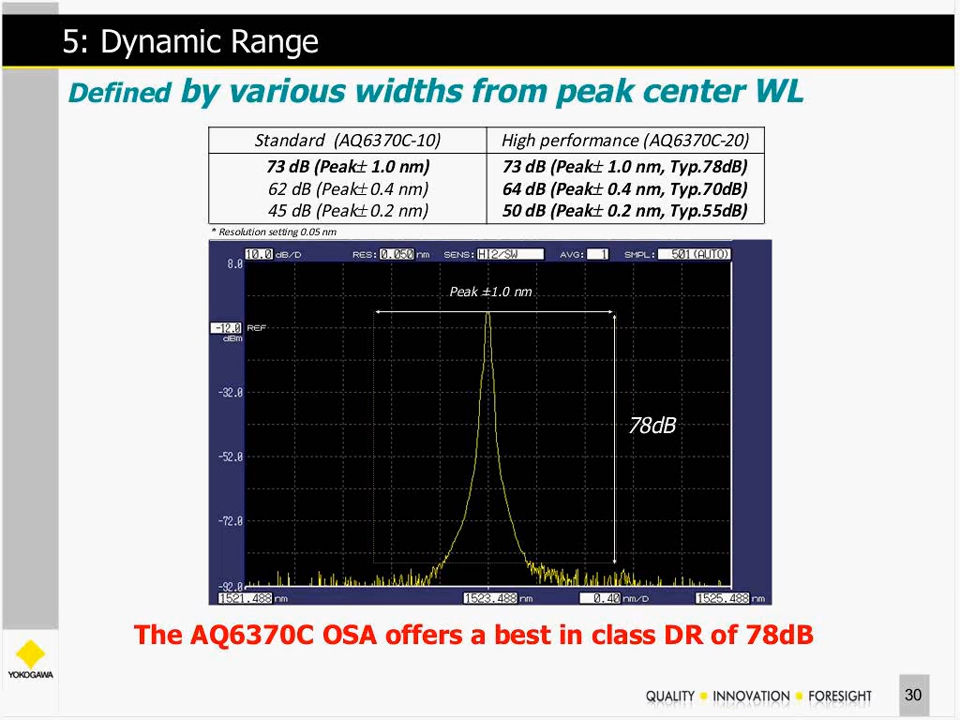 5: Dynamic Range
Defined by various widths from peak center WL
Standard (AQ6370C-10) High performance (AQ6370C-20)
73 dB (Peak± 1.0 nm) 73 dB (Peak± 1.0 nm, Typ.78dB)
62 dB (Peak± 0.4 nm) 64 dB (Peak± 0.4 nm, Typ.70dB)
45 dB (Peak± 0.2 nm) 50 dB (Peak± 0.2 nm, Typ.55dB)
* Resolution setting 0.05 nm
10.0 dB/D RES: 0.050 nm SENS: HI2/SW AVG: 1 SMPL: 501(AUTO)
8.0
Peak ±1.0 nm
-12.0 REF
dBm
-32.0
78dB
-52.0
-72.0
-92.0
1521.488 nm 1523.488 nm 0.40 nm/D 1525.488 nm
The AQ6370C OSA offers a best in class DR of 78dB
YOKOGAWA
QUALITY INNOVATION FORESIGHT
30